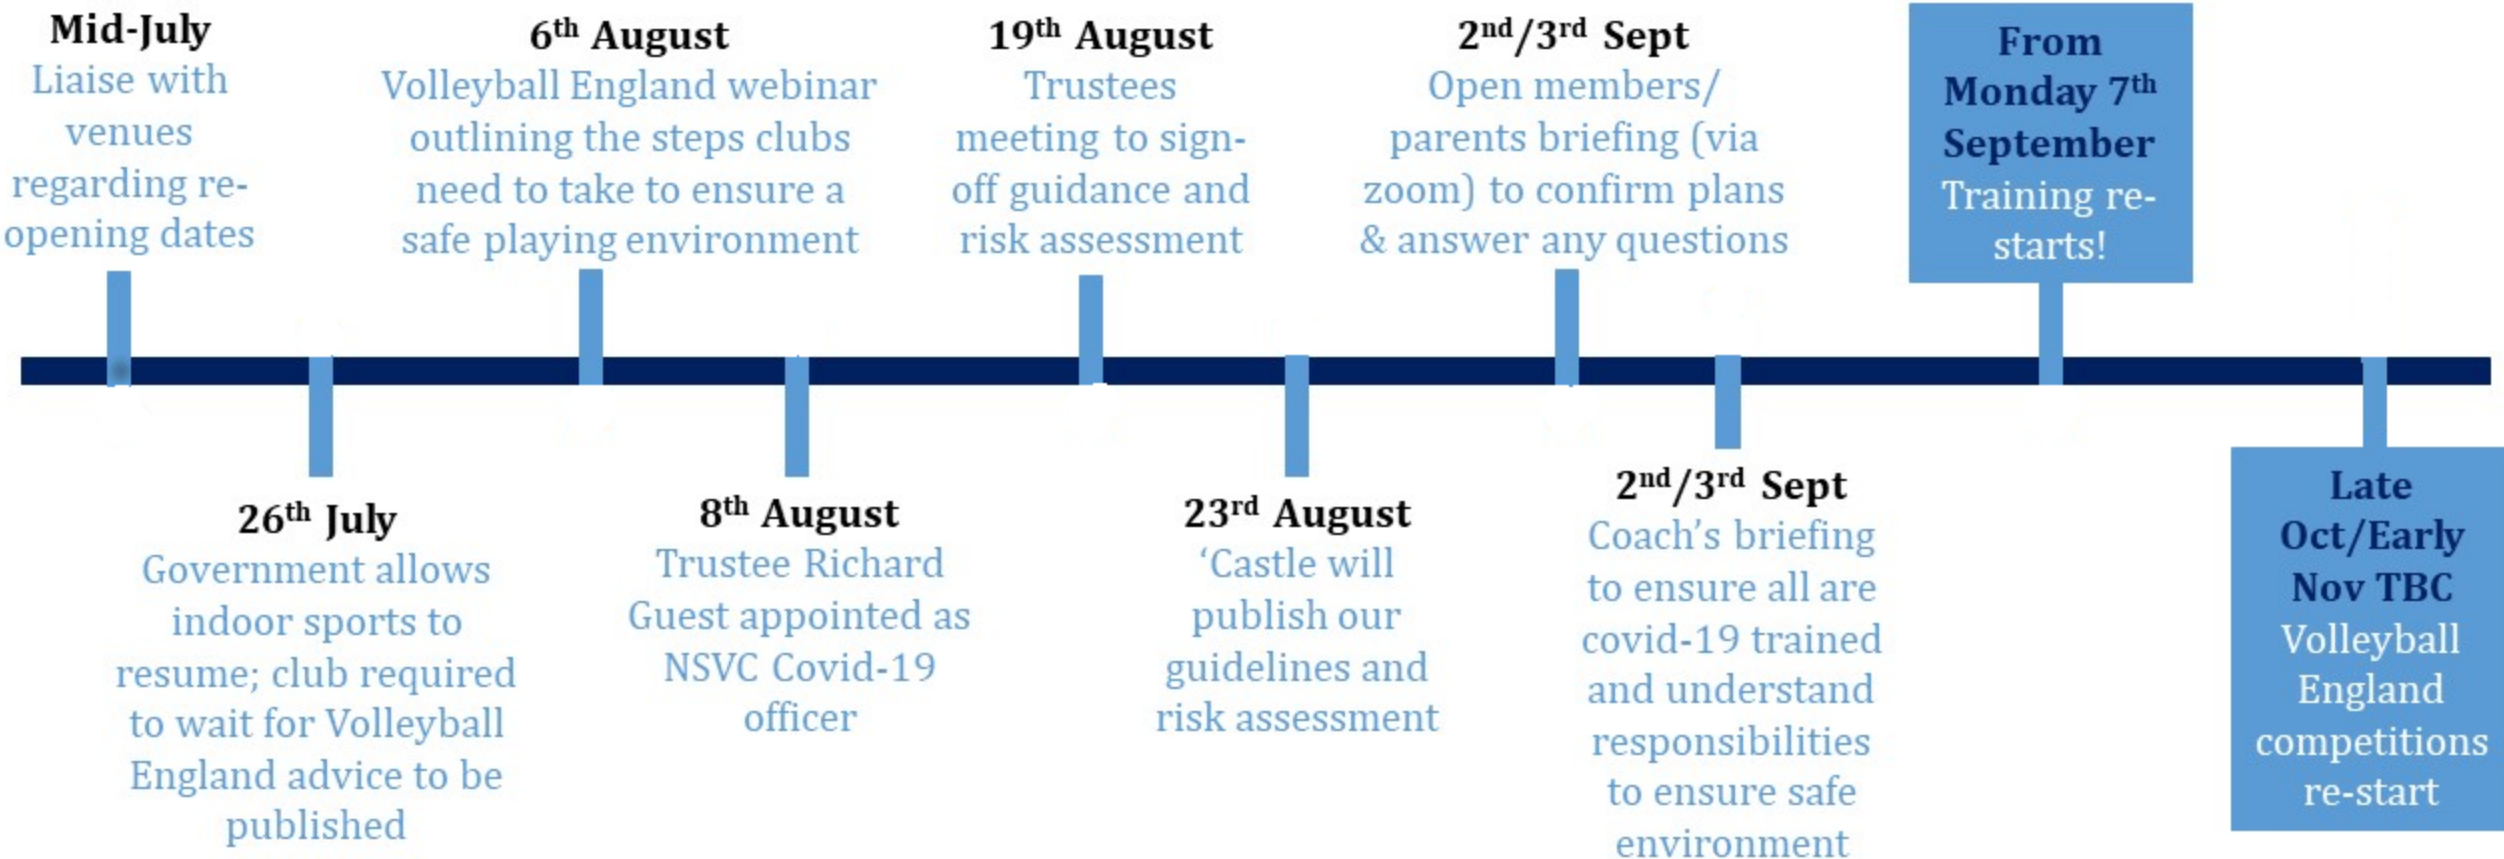 Mid-July
Liaise with
venues
regarding re-
opening dates
26th July
Government allows
indoor sports to
resume; club required
to wait for Volleyball
England advice to be
published
6th August
Volleyball England webinar
outlining the steps clubs
need to take to ensure a
safe playing environment
8th August
Trustee Richard
Guest appointed as
NSVC Covid-19
officer
19th August
Trustees
meeting to sign-
off guidance and
risk assessment
23rd August
‘Castle will
publish our
guidelines and
risk assessment
2nd/3rd Sept
Open members/
parents briefing (via
zoom) to confirm plans
& answer any questions
2nd/3rd Sept
Coach’s briefing
to ensure all are
covid-19 trained
and understand
responsibilities
to ensure safe
environment
From
Monday 7th
September
Training re-
starts!
Late
Oct/Early
Nov TBC
Volleyball
England
competitions
re-start